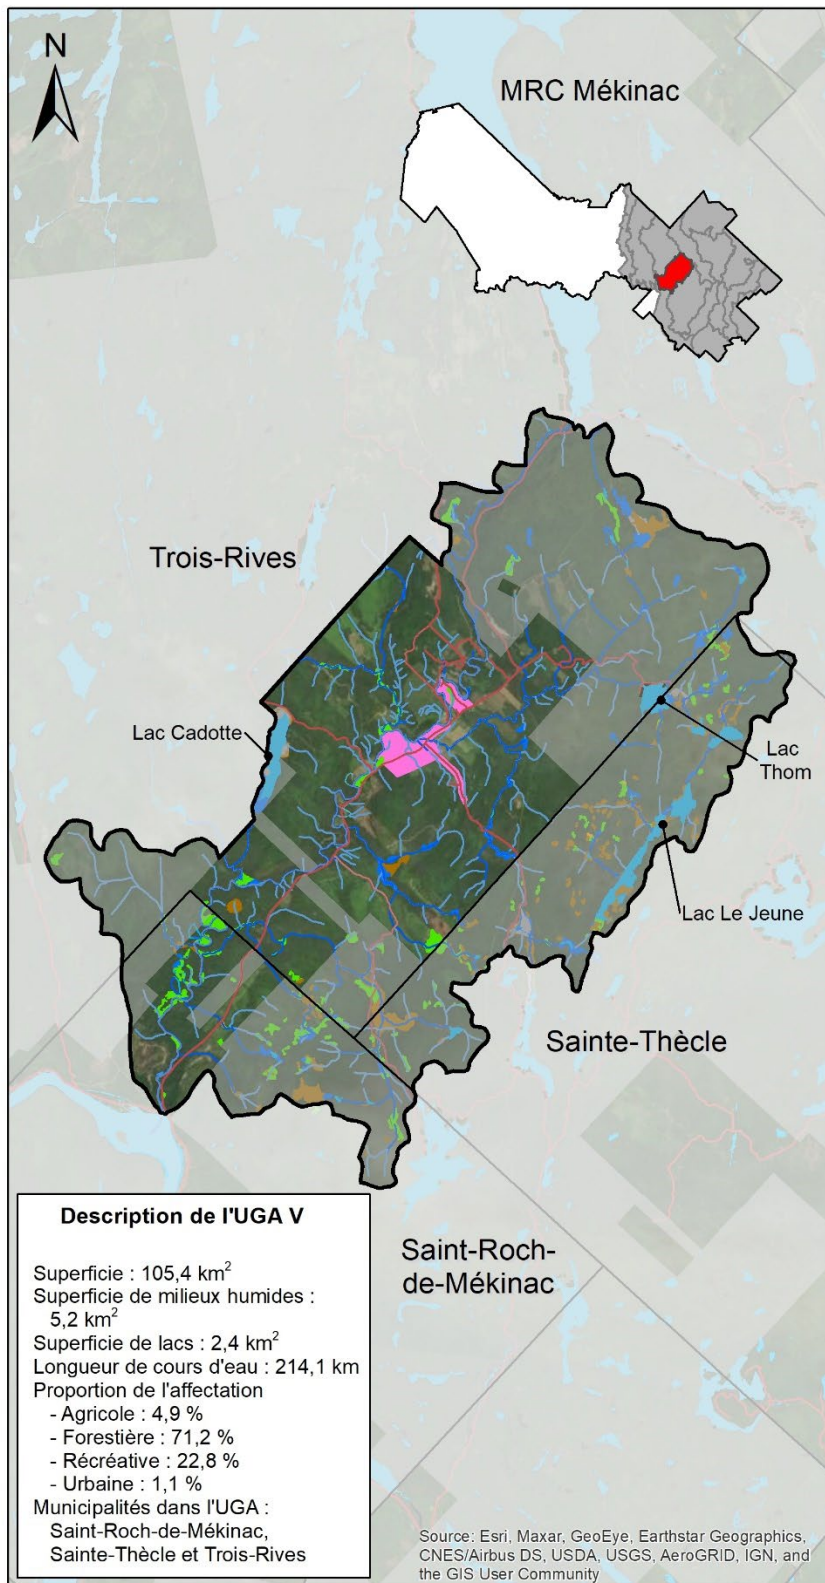 N
MRC Mékinac
Trois-Rives
Lac Cadotte
Lac
Thom
Lac Le Jeune
Sainte-Thècle
Saint-Roch-
de-Mékinac
Description de l'UGA V
Superficie : 105,4 km²
Superficie de milieux humides :
5,2 km²
Superficie de lacs : 2,4 km²
Longueur de cours d'eau : 214,1 km
Proportion de l'affectation
- Agricole : 4,9 %
- Forestière : 71,2 %
- Récréative : 22,8 %
- Urbaine : 1,1 %
Municipalités dans l'UGA :
Saint-Roch-de-Mékinac,
Sainte-Thècle et Trois-Rives
Source: Esri, Maxar, GeoEye, Earthstar Geographics,
CNES/Airbus DS, USDA, USGS, AeroGRID, IGN, and
the GIS User Community